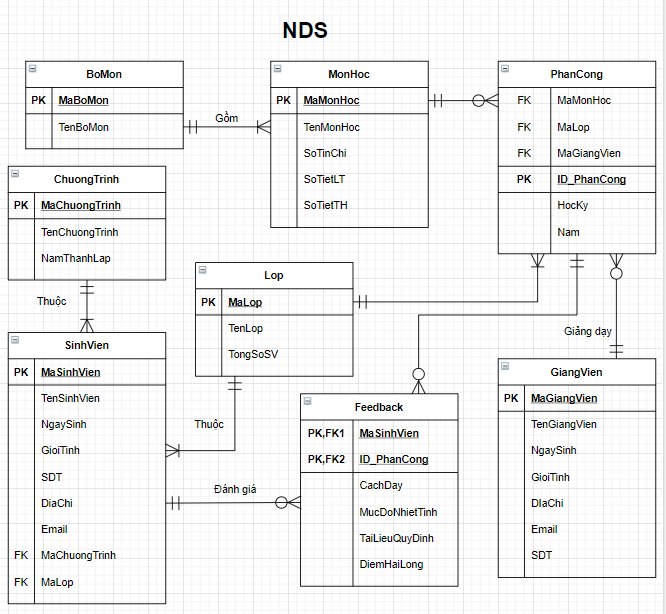 NDS
BoMon
PK MaBoMon
TenBoMon
Gồm
MonHoc
PK MaMonHoc
TenMonHoc
SoTinChi
SoTietLT
SoTietTH
PhanCong
FK MaMonHoc
FK MaLop
FK MaGiangVien
PK ID_PhanCong
HocKy
Nam
ChuongTrinh
PK MaChuongTrinh
TenChuongTrinh
NamThanhLap
Thuộc
Lop
PK MaLop
TenLop
TongSoSV
Thuộc
Giảng dạy
SinhVien
PK MaSinhVien
TenSinhVien
NgaySinh
GioiTinh
SDT
DiaChi
Email
FK MaChuongTrinh
FK MaLop
Đánh giá
Feedback
PK,FK1 MaSinhVien
PK,FK2 ID_PhanCong
CachDay
MucDoNhietTinh
TaiLieuQuyDinh
DiemHaiLong
GiangVien
PK MaGiangVien
TenGiangVien
NgaySinh
GioiTinh
DIaChi
Email
SDT